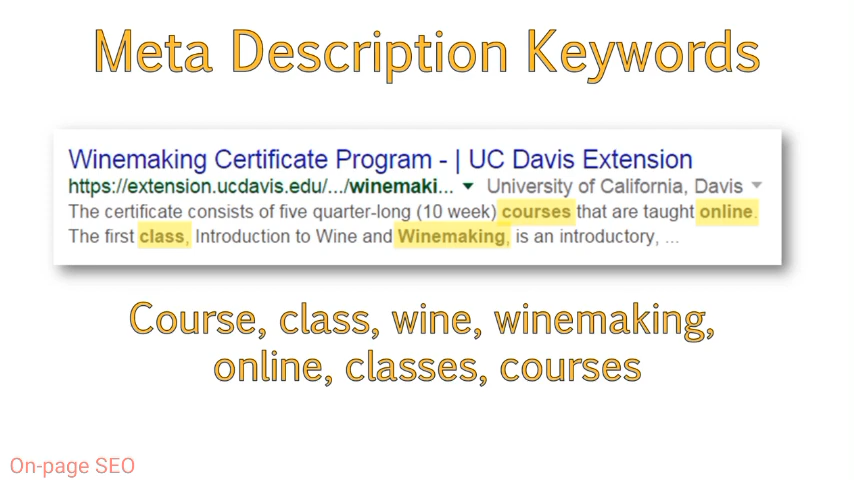 Meta Description Keywords
Winemaking Certificate Program - | UC Davis Extension
https://extension.ucdavis.edu/.../winemaki... University of California, Davis
The certificate consists of five quarter-long (10 week) courses that are taught online.
The first class, Introduction to Wine and Winemaking, is an introductory, ...
Course, class, wine, winemaking,
online, classes, courses
On-page SEO